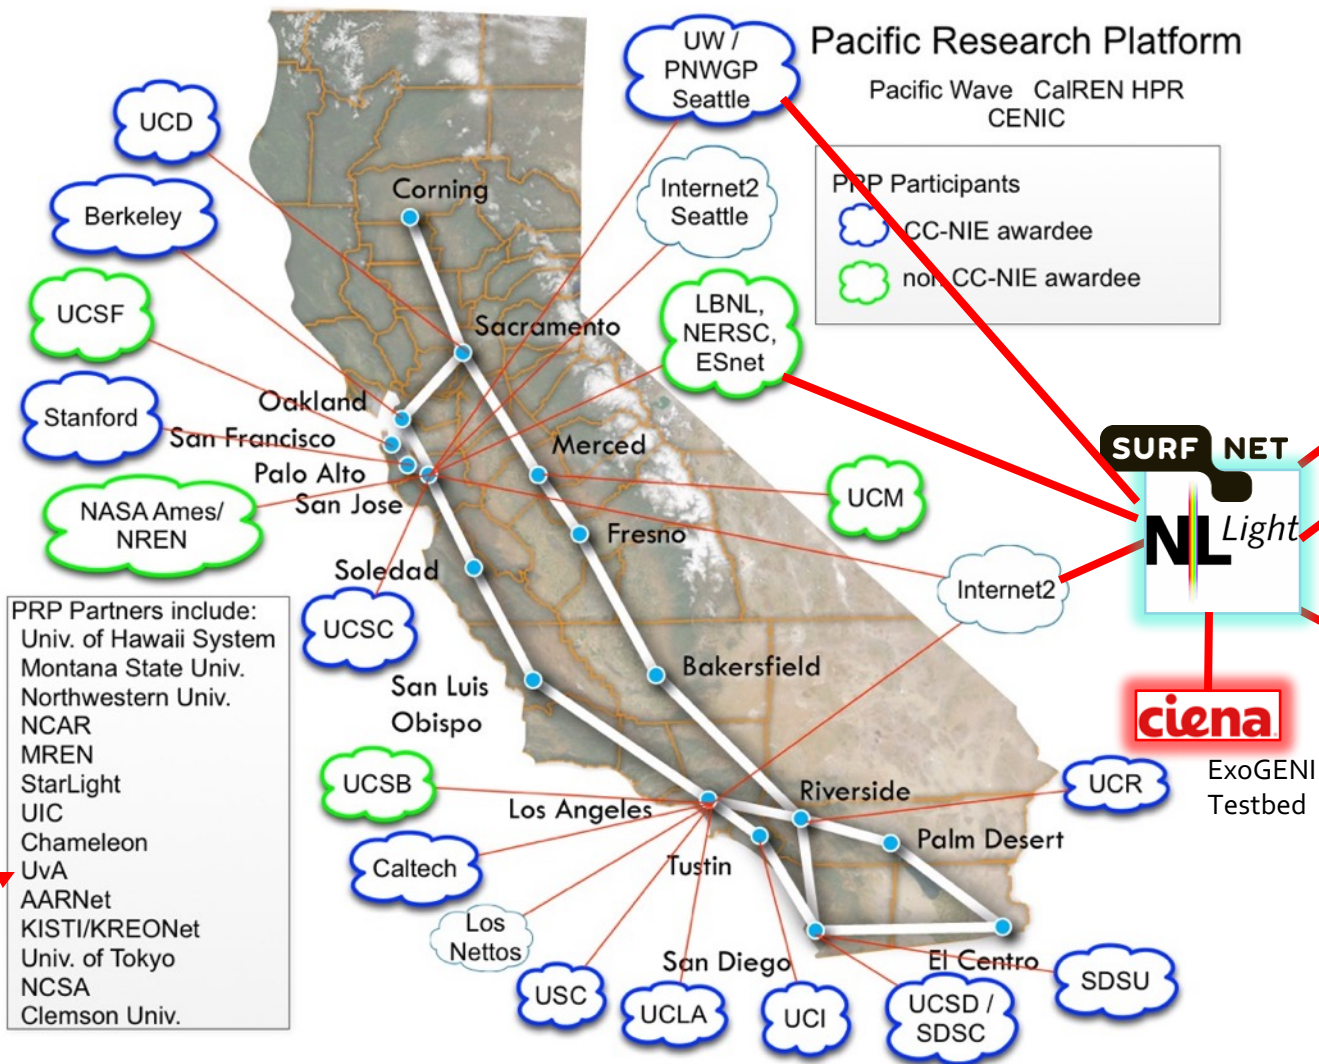 Pacific Research Platform
Pacific Wave CalREN HPR
CENIC
PRP Participants
CC-NIE awardee
non CC-NIE awardee
UW /
PNWGP
Seattle
UCD
Internet2
Seattle
Berkeley
Corning
LBNL,
NERSC,
ESnet
UCSF
Sacramento
Stanford
Oakland
San Francisco
Palo Alto
San Jose
Merced
SURF NET
NL Light
UCM
NASA Ames/
NREN
Fresno
Soledad
Internet2
UCSC
PRP Partners include:
Univ. of Hawaii System
Montana State Univ.
Northwestern Univ.
NCAR
MREN
StarLight
UIC
Chameleon
UvA
AARNet
KISTI/KREONet
Univ. of Tokyo
NCSA
Clemson Univ.
San Luis
Obispo
Bakersfield
ciena
ExoGENI
Testbed
UCSB
Los Angeles
Riverside
UCR
Caltech
Tustin
Palm Desert
Los
Nettos
San Diego
El Centro
USC
UCLA
UCI
UCSD /
SDSC
SDSU